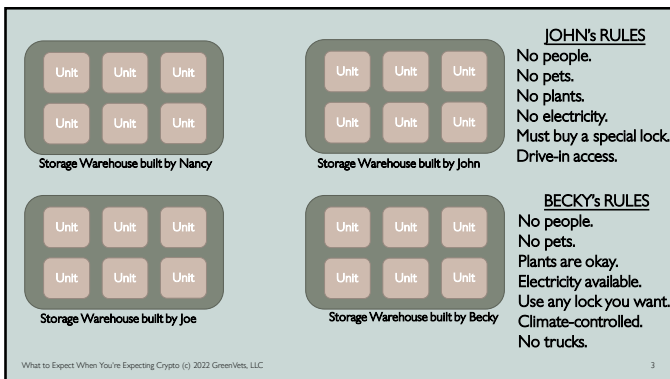 JOHN's RULES
Unit Unit Unit
Unit Unit Unit
No people.
No pets.
No plants.
No electricity.
Must buy a special lock.
Drive-in access.
Unit Unit Unit
Unit Unit Unit
Storage Warehouse built by Nancy
Storage Warehouse built by John
BECKY's RULES
Unit Unit Unit
Unit Unit Unit
No people.
No pets.
Plants are okay.
Electricity available.
Use any lock you want.
Climate-controlled.
No trucks.
Unit Unit Unit
Unit Unit Unit
Storage Warehouse built by Joe
Storage Warehouse built by Becky
What to Expect When You're Expecting Crypto (c) 2022 GreenVets, LLC
3